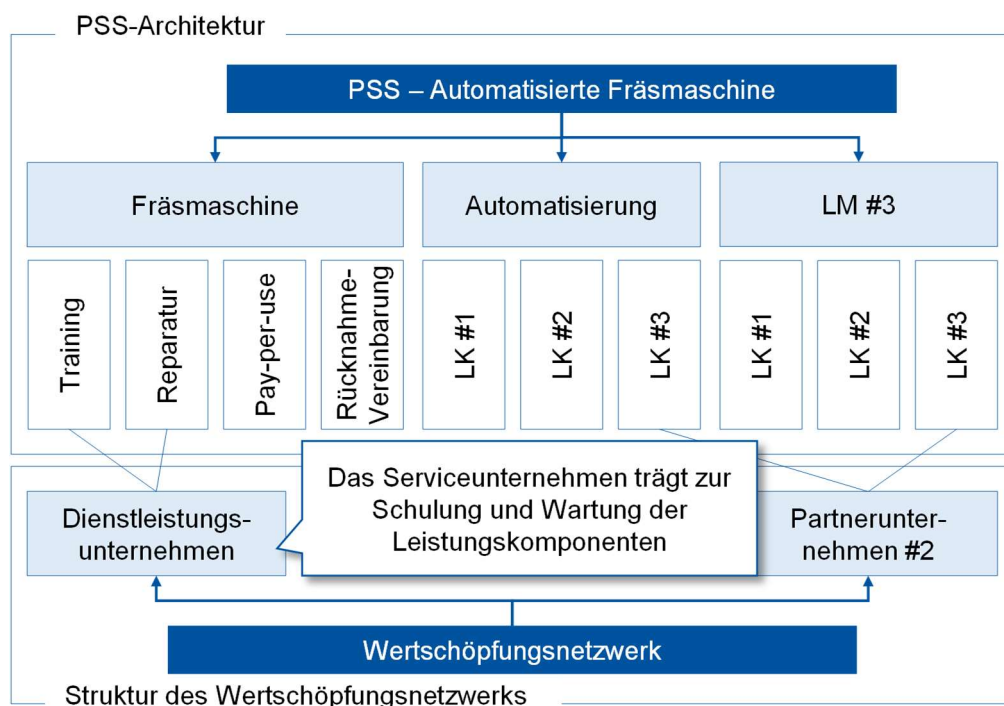 PSS-Architektur
PSS – Automatisierte Fräsmaschine
Fräsmaschine
Automatisierung
LM #3
Training
Reparatur
Pay-per-use
Rücknahme-
Vereinbarung
LK #1
LK #2
LK #3
LK #1
LK #2
LK #3
Dienstleistungs-
unternehmen
Das Serviceunternehmen trägt zur
Schulung und Wartung der
Leistungskomponenten
Partnerunter-
nehmen #2
Wertschöpfungsnetzwerk
Struktur des Wertschöpfungsnetzwerks